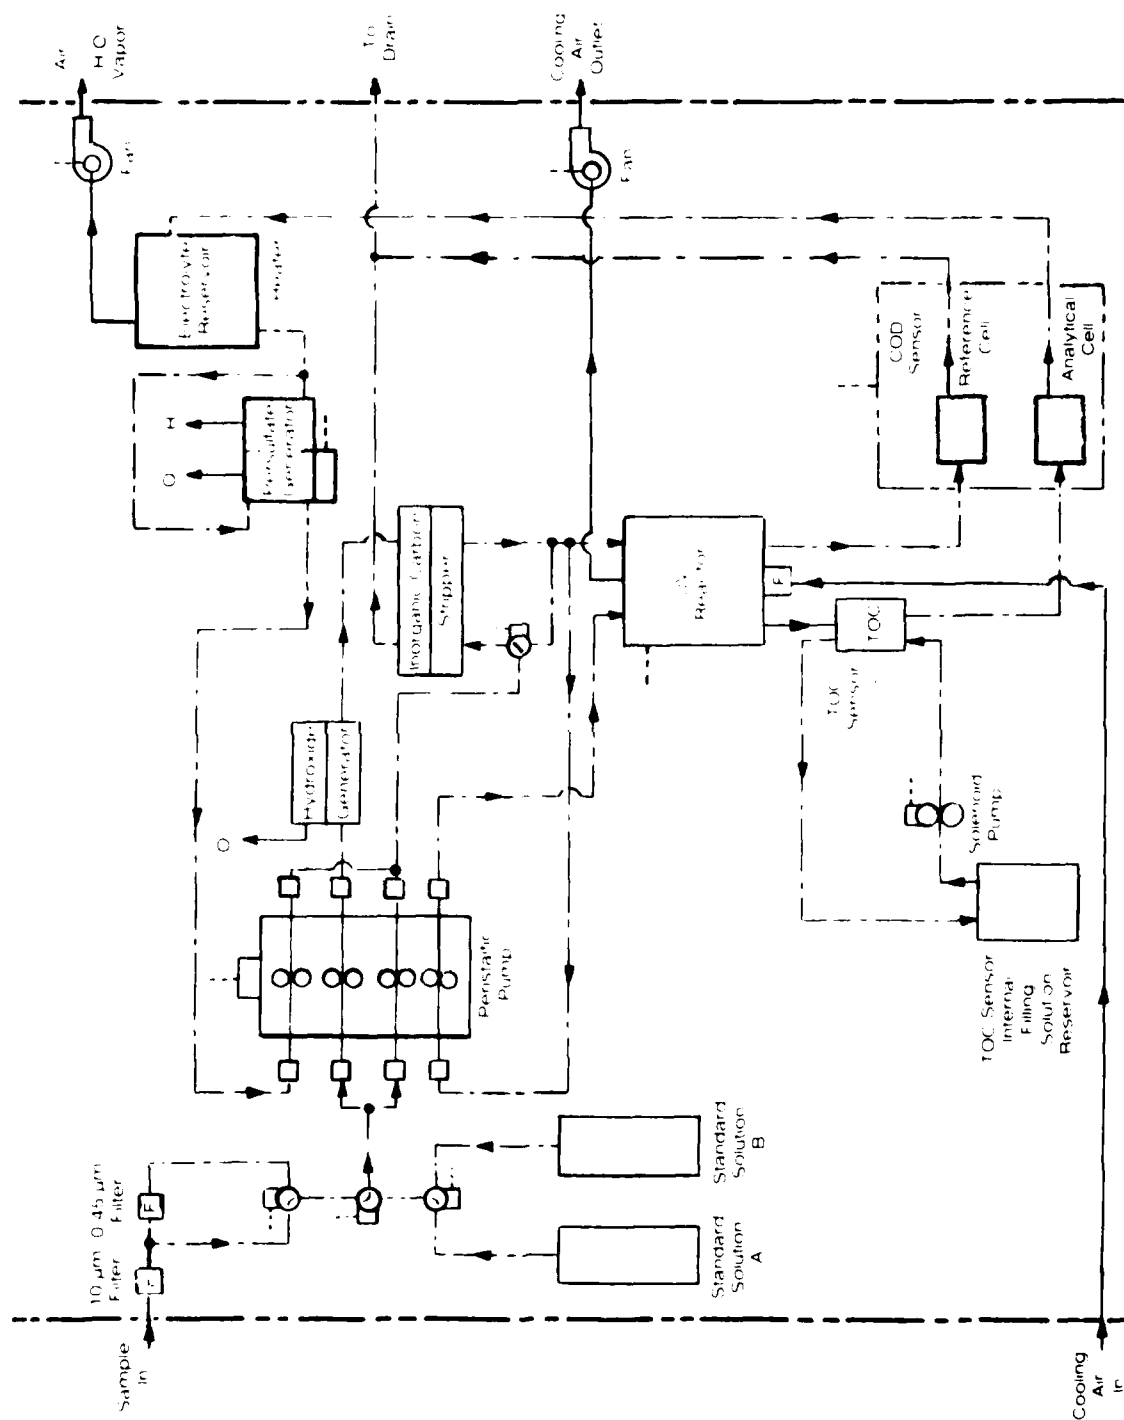 Sample
In
10 µm
Filter
0.45 µm
Filter
F
F
Standard
Solution
A
Standard
Solution
B
Peristaltic
Pump
O
Hydroxide
Generator
Inorganic Carbon
Stripper
Persulfate
Generator
O
H
Electrolyte
Reservoir
Heater
Fan
Air
Vapor
To
Drain
Cooling
Air
Outlet
Fan
Reactor
F
TOC
TOC
Sensor
Solenoid
Pump
TOC Sensor
Internal
Filling
Solution
Reservoir
COD
Sensor
Reference
Cell
Analytical
Cell
Cooling
Air
In